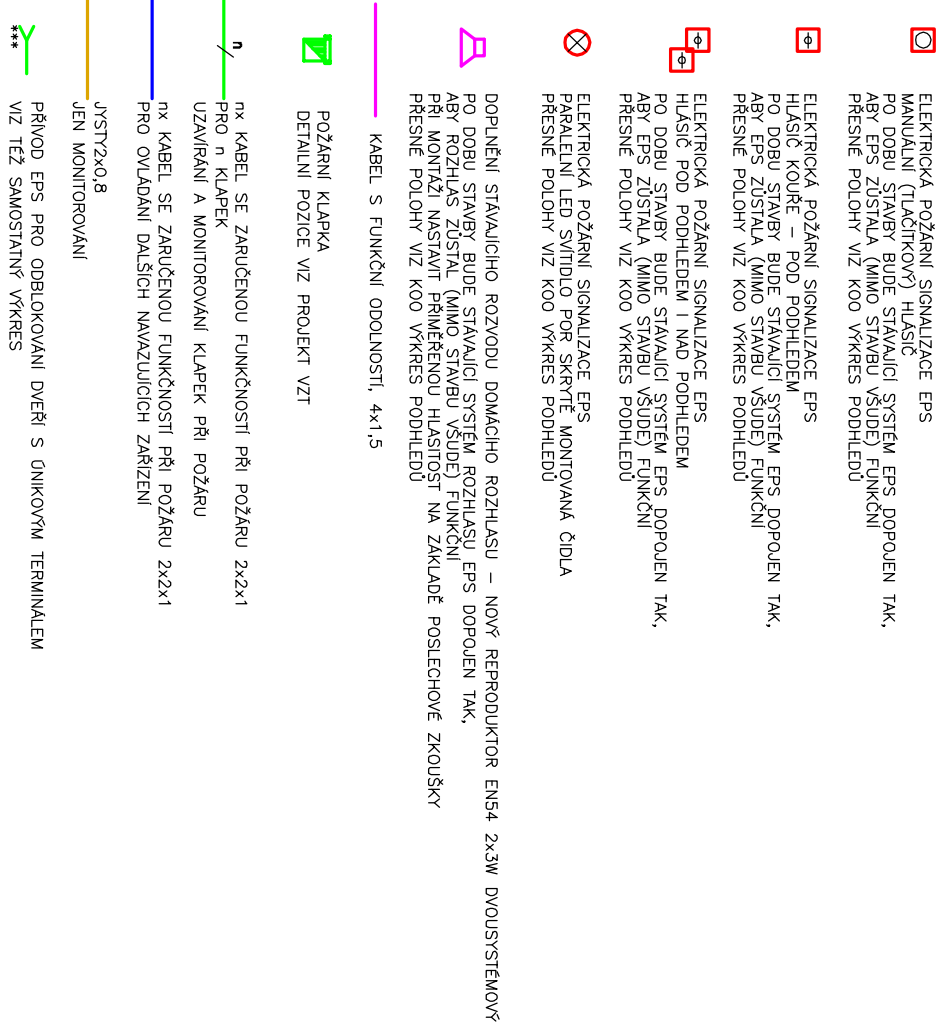 ELEKTRICKÁ POŽÁRNÍ SIGNALIZACE EPS
MANUÁLNÍ (TLAČÍTKOVÝ) HLÁSIČ
PO DOBU STAVBY BUDE STÁVAJÍCÍ SYSTÉM EPS DOPOJEN TAK,
ABY EPS ZŮSTALA (MIMO STAVBU VŠUDE) FUNKČNÍ
PŘESNÉ POLOHY VIZ KOO VÝKRES PODHLEDŮ
ELEKTRICKÁ POŽÁRNÍ SIGNALIZACE EPS
HLÁSIČ KOUŘE – POD PODHLEDEM
PO DOBU STAVBY BUDE STÁVAJÍCÍ SYSTÉM EPS DOPOJEN TAK,
ABY EPS ZŮSTALA (MIMO STAVBU VŠUDE) FUNKČNÍ
PŘESNÉ POLOHY VIZ KOO VÝKRES PODHLEDŮ
ELEKTRICKÁ POŽÁRNÍ SIGNALIZACE EPS
HLÁSIČ POD PODHLEDEM I NAD PODHLEDEM
PO DOBU STAVBY BUDE STÁVAJÍCÍ SYSTÉM EPS DOPOJEN TAK,
ABY EPS ZŮSTALA (MIMO STAVBU VŠUDE) FUNKČNÍ
PŘESNÉ POLOHY VIZ KOO VÝKRES PODHLEDŮ
ELEKTRICKÁ POŽÁRNÍ SIGNALIZACE EPS
PARALELNÍ LED SVÍTIDLO POR SKRYTĚ MONTOVANÁ ČIDLA
PŘESNÉ POLOHY VIZ KOO VÝKRES PODHLEDŮ
DOPLNĚNÍ STÁVAJÍCÍHO ROZVODU DOMÁCÍHO ROZHLASU – NOVÝ REPRODUKTOR EN54 2x3W DVOUSYSTÉMOVÝ
PO DOBU STAVBY BUDE STÁVAJÍCÍ SYSTÉM ROZHLASU EPS DOPOJEN TAK,
ABY ROZHLAS ZŮSTAL (MIMO STAVBU VŠUDE) FUNKČNÍ
PŘI MONTÁŽI NASTAVIT PŘIMĚŘENOU HLASITOST NA ZÁKLADĚ POSLECHOVÉ ZKOUŠKY
PŘESNÉ POLOHY VIZ KOO VÝKRES PODHLEDŮ
KABEL S FUNKČNÍ ODOLNOSTÍ, 4x1,5
POŽÁRNÍ KLAPKA
DETAILNÍ POZICE VIZ PROJEKT VZT
n
nx KABEL SE ZARUČENOU FUNKČNOSTÍ PŘI POŽÁRU 2x2x1
PRO n KLAPEK
UZAVÍRÁNÍ A MONITOROVÁNÍ KLAPEK PŘI POŽÁRU
nx KABEL SE ZARUČENOU FUNKČNOSTÍ PŘI POŽÁRU 2x2x1
PRO OVLÁDÁNÍ DALŠÍCH NAVAZUJÍCÍCH ZAŘÍZENÍ
JYSTY2x0,8
JEN MONITOROVÁNÍ
***
PŘÍVOD EPS PRO ODBLOKOVÁNÍ DVEŘÍ S ÚNIKOVÝM TERMINÁLEM
VIZ TÉŽ SAMOSTATNÝ VÝKRES